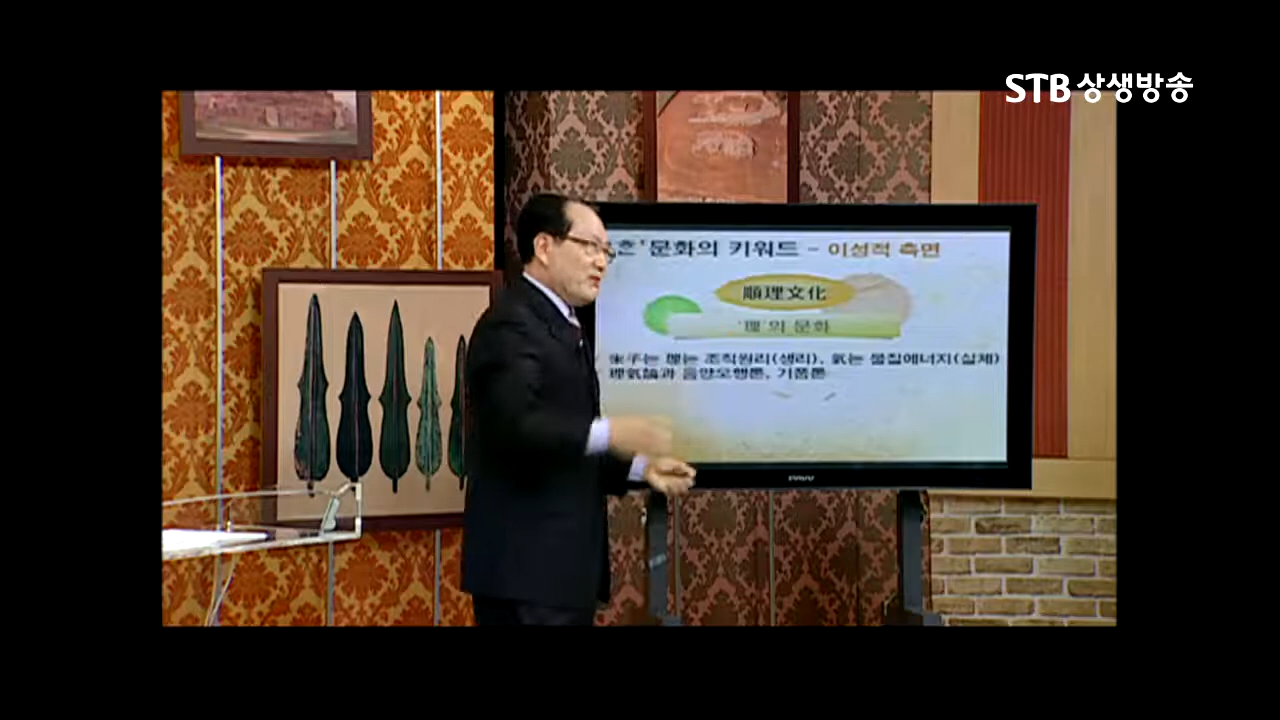 STB 상생방송
흔' 문화의 키워드 - 이성적 측면
順理文化
'理'의 문화
朱子는 理는 조직원리(생리), 氣는 물질에너지(실체)
理氣論과 음양오행론, 기품론